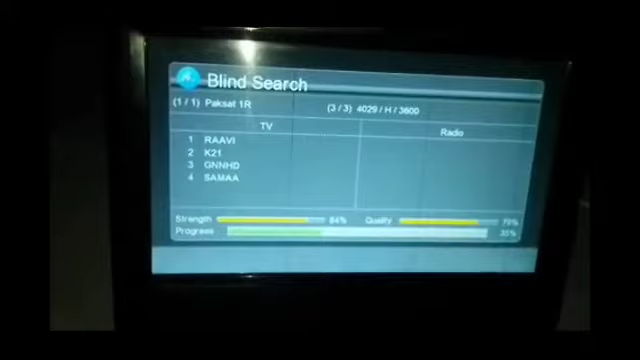 Blind Search
(1/1) Paksat 1R (3/3) 4029/H/3600
TV Radio
1 RAAVI
2 K21
3 GNNHD
4 SAMAA
Strength 84% Quality 79%
Progress 35%